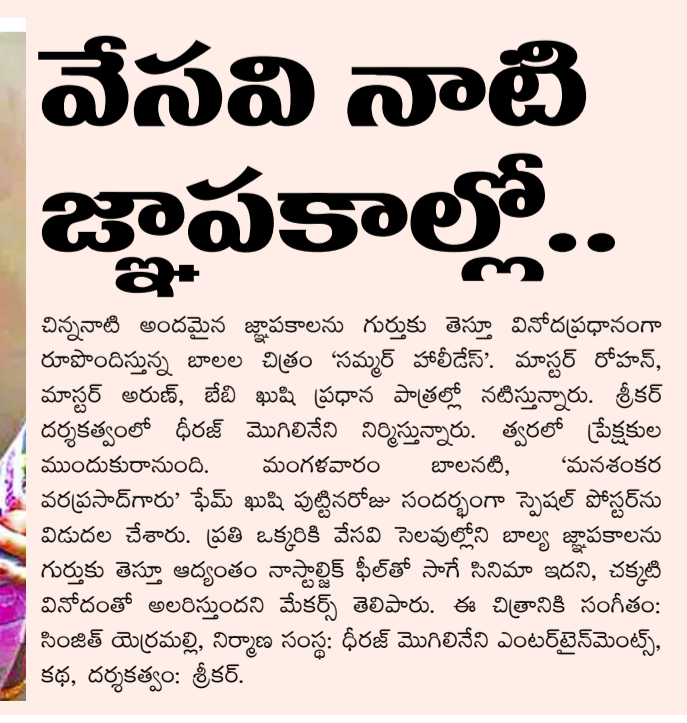 వేసవి నాటి
జ్ఞాపకాల్లో..
చిన్ననాటి అందమైన జ్ఞాపకాలను గుర్తుకు తెస్తూ వినోదప్రధానంగా
రూపొందిస్తున్న బాలల చిత్రం ‘సమ్మర్ హాలీడేస్’. మాస్టర్ రోహన్,
మాస్టర్ అరుణ్, బేబి ఖుషి ప్రధాన పాత్రల్లో నటిస్తున్నారు. శ్రీకర్
దర్శకత్వంలో ధీరజ్ మొగిలినేని నిర్మిస్తున్నారు. త్వరలో ప్రేక్షకుల
ముందుకురానుంది. మంగళవారం బాలనటి, ‘మనశంకర
వరప్రసాద్‌గారు’ ఫేమ్ ఖుషి పుట్టినరోజు సందర్భంగా స్పెషల్ పోస్టర్‌ను
విడుదల చేశారు. ప్రతి ఒక్కరికి వేసవి సెలవుల్లోని బాల్య జ్ఞాపకాలను
గుర్తుకు తెస్తూ ఆద్యంతం నాస్టాల్జిక్ ఫీల్‌తో సాగే సినిమా ఇదని, చక్కటి
వినోదంతో అలరిస్తుందని మేకర్స్ తెలిపారు. ఈ చిత్రానికి సంగీతం:
సింజిత్ యెర్రమల్లి, నిర్మాణ సంస్థ: ధీరజ్ మొగిలినేని ఎంటర్‌టైన్‌మెంట్స్,
కథ, దర్శకత్వం: శ్రీకర్.